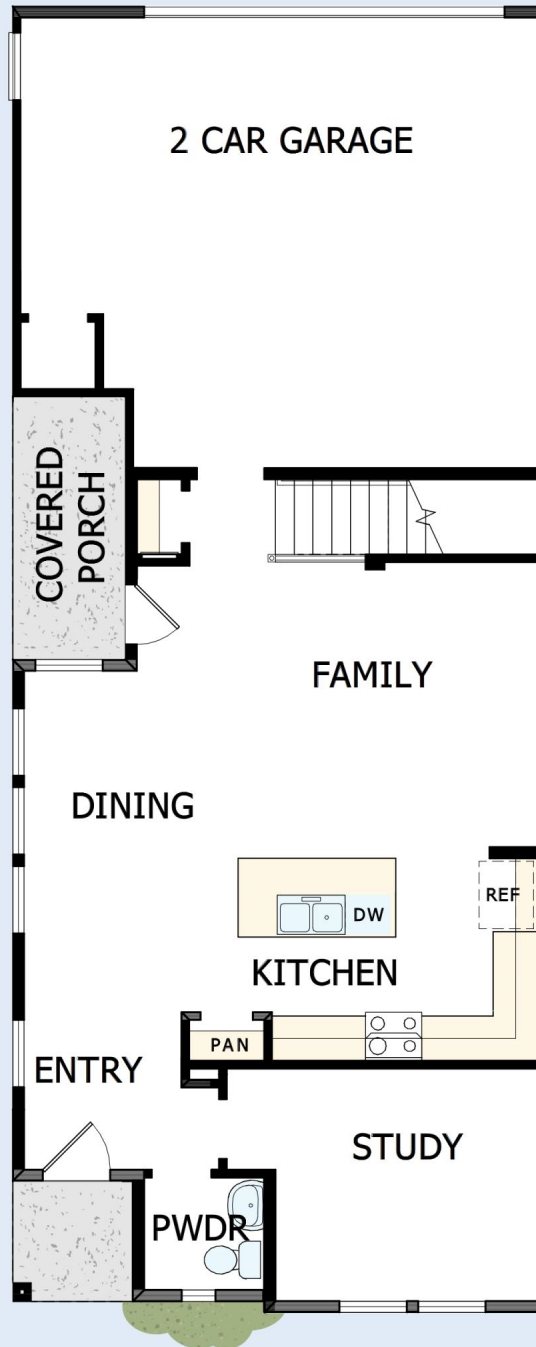 2 CAR GARAGE
COVERED
PORCH
FAMILY
DINING
REF
DW
KITCHEN
PAN
ENTRY
STUDY
PWDR